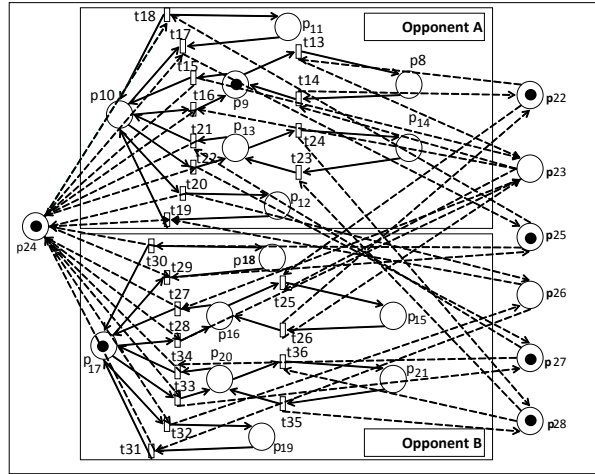 t18
p11
Opponent A
t17
t13
p8
t15
p10
p9
t14
p22
t16
p14
t21
p13
t24
p23
t22
t23
t20
p12
t19
p24
p25
t30
p18
t29
p26
t27
t25
p16
p15
t28
t26
p17
t34
p20
t36
p27
t33
p21
t32
t35
p28
p19
t31
Opponent B